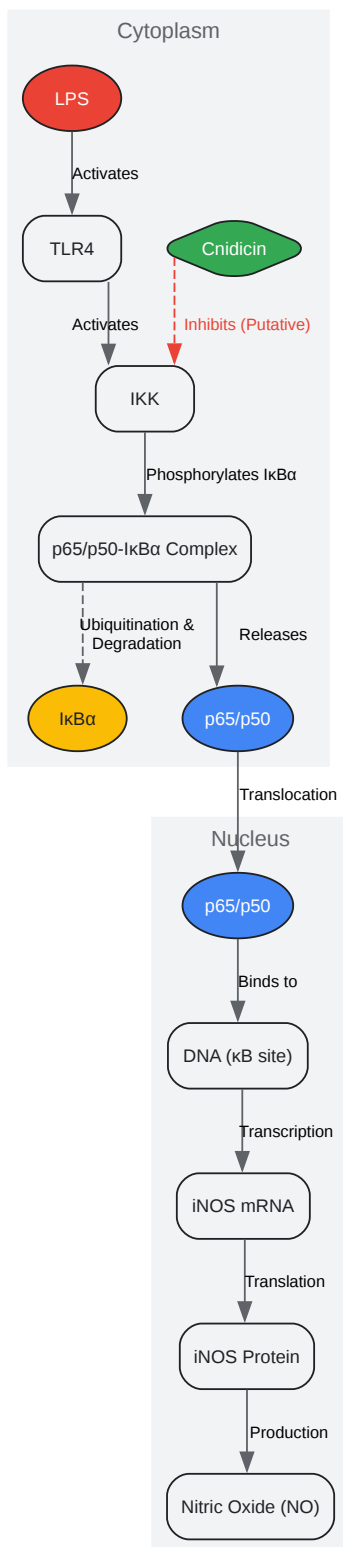 Cytoplasm
LPS
Activates
TLR4
Cnidicin
Activates
Inhibits (Putative)
IKK
Phosphorylates IκBα
p65/p50-IκBα Complex
Ubiquitination &
Degradation
Releases
IκBα
p65/p50
Translocation
Nucleus
p65/p50
Binds to
DNA (κB site)
Transcription
iNOS mRNA
Translation
iNOS Protein
Production
Nitric Oxide (NO)